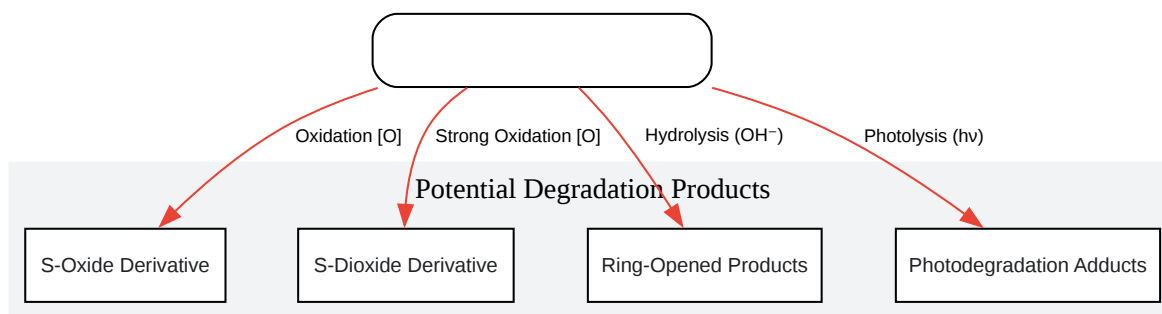 Oxidation [O]
Strong Oxidation [O]
Hydrolysis (OH⁻)
Photolysis (hν)
Potential Degradation Products
S-Oxide Derivative
S-Dioxide Derivative
Ring-Opened Products
Photodegradation Adducts